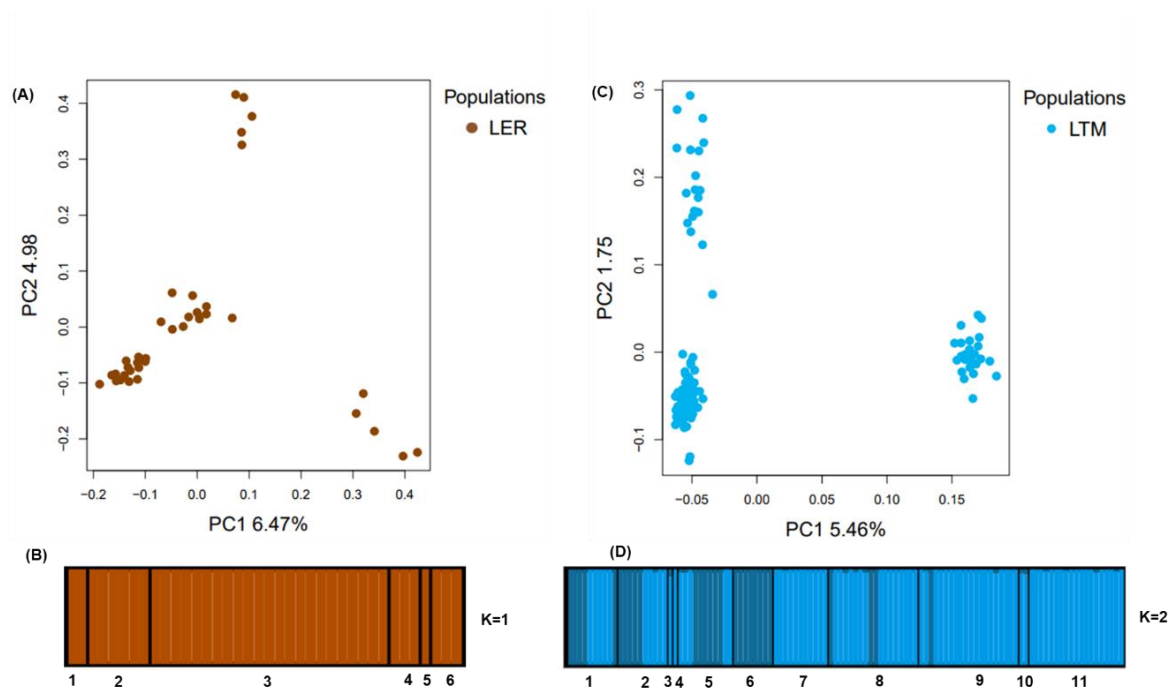 (A)
Populations
LER
0.4
0.3
0.2
0.1
0.0
−0.1
−0.2
PC2 4.98
−0.2 −0.1 0.0 0.1 0.2 0.3 0.4
PC1 6.47%
(B)
K=1
1 2 3 4 5 6
(C)
Populations
LTM
0.3
0.2
0.1
0.0
−0.1
PC2 1.75
−0.05 0.00 0.05 0.10 0.15
PC1 5.46%
(D)
K=2
1 2 3 4 5 6 7 8 9 10 11